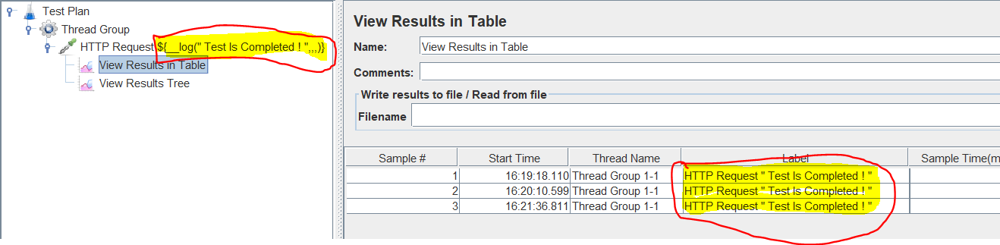 Test Plan
Thread Group
HTTP Request ${__log(" Test Is Completed ! ",,,)}
View Results in Table
View Results Tree
View Results in Table
Name: View Results in Table
Comments:
Write results to file / Read from file
Filename
Sample # Start Time Thread Name Label Sample Time(m
1 16:19:18.110 Thread Group 1-1 HTTP Request " Test Is Completed ! "
2 16:20:10.599 Thread Group 1-1 HTTP Request " Test Is Completed ! "
3 16:21:36.811 Thread Group 1-1 HTTP Request " Test Is Completed ! "